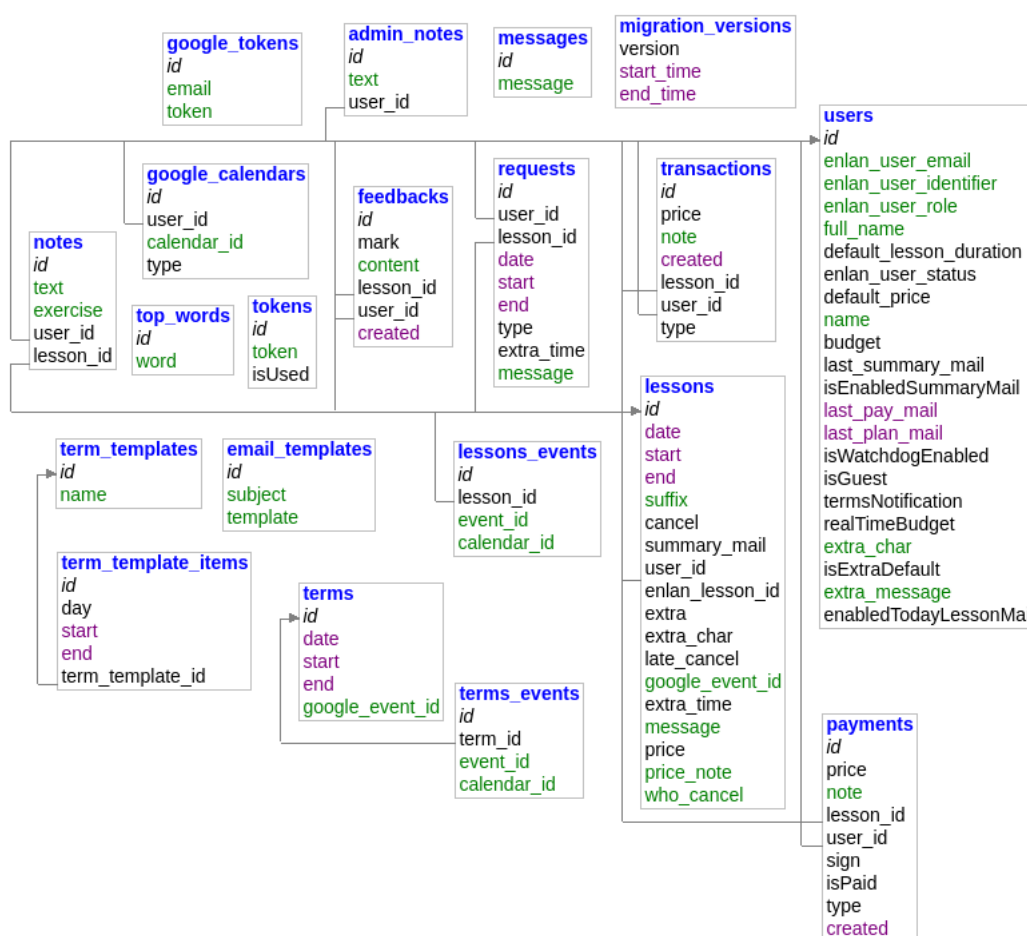 google_tokens
id
email
token
admin_notes
id
text
user_id
messages
id
message
migration_versions
version
start_time
end_time
users
id
enlan_user_email
enlan_user_identifier
enlan_user_role
full_name
default_lesson_duration
enlan_user_status
default_price
name
budget
last_summary_mail
isEnabledSummaryMail
last_pay_mail
last_plan_mail
isWatchdogEnabled
isGuest
termsNotification
realTimeBudget
extra_char
isExtraDefault
extra_message
enabledTodayLessonMa
google_calendars
id
user_id
calendar_id
type
feedbacks
id
mark
content
lesson_id
user_id
created
requests
id
user_id
lesson_id
date
start
end
type
extra_time
message
transactions
id
price
note
created
lesson_id
user_id
type
notes
id
text
exercise
user_id
lesson_id
top_words
id
word
tokens
id
token
isUsed
lessons
id
date
start
end
suffix
cancel
summary_mail
user_id
enlan_lesson_id
extra
extra_char
late_cancel
google_event_id
extra_time
message
price
price_note
who_cancel
term_templates
id
name
email_templates
id
subject
template
lessons_events
id
lesson_id
event_id
calendar_id
term_template_items
id
day
start
end
term_template_id
terms
id
date
start
end
google_event_id
terms_events
id
term_id
event_id
calendar_id
payments
id
price
note
lesson_id
user_id
sign
isPaid
type
created